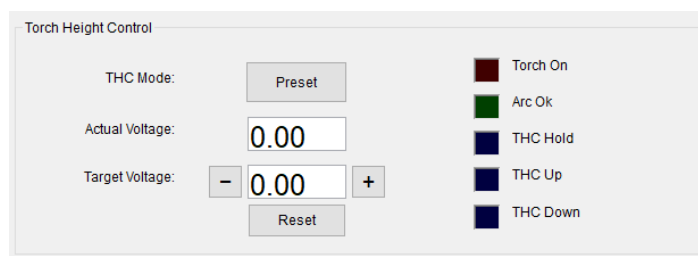 Torch Height Control
THC Mode:
Preset
Actual Voltage:
0.00
Target Voltage:
−
0.00
+
Reset
Torch On
Arc Ok
THC Hold
THC Up
THC Down